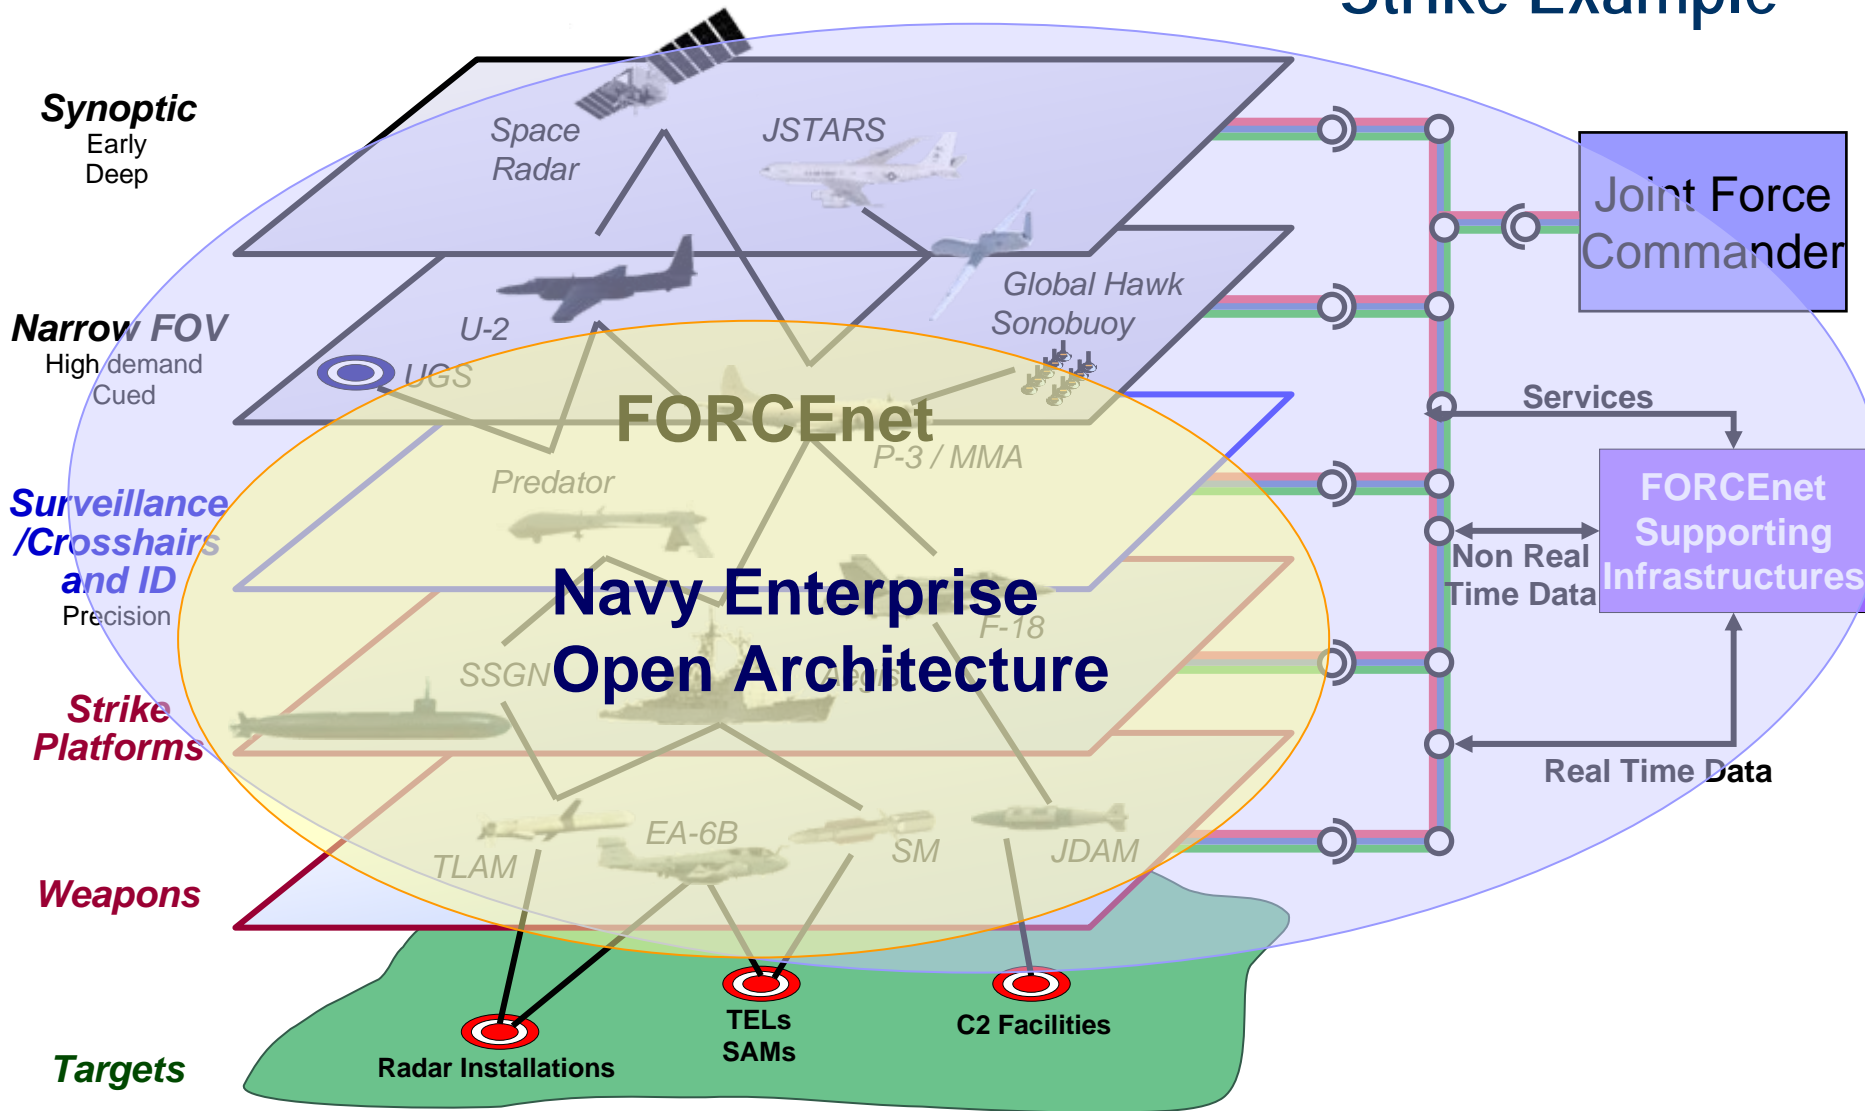 Strike Example
Synoptic
Early
Deep
Space
Radar
JSTARS
Joint Force
Commander
Narrow FOV
High demand
Cued
U-2
UGS
Global Hawk
Sonobuoy
FORCEnet
P-3 / MMA
Services
Surveillance
/Crosshairs
and ID
Precision
Predator
FORCEnet
Supporting
Infrastructures
Non Real
Time Data
Navy Enterprise
Open Architecture
F-18
SSGN
Aegis
Strike
Platforms
Real Time Data
TLAM
EA-6B
SM
JDAM
Weapons
TELs
SAMs
C2 Facilities
Radar Installations
Targets